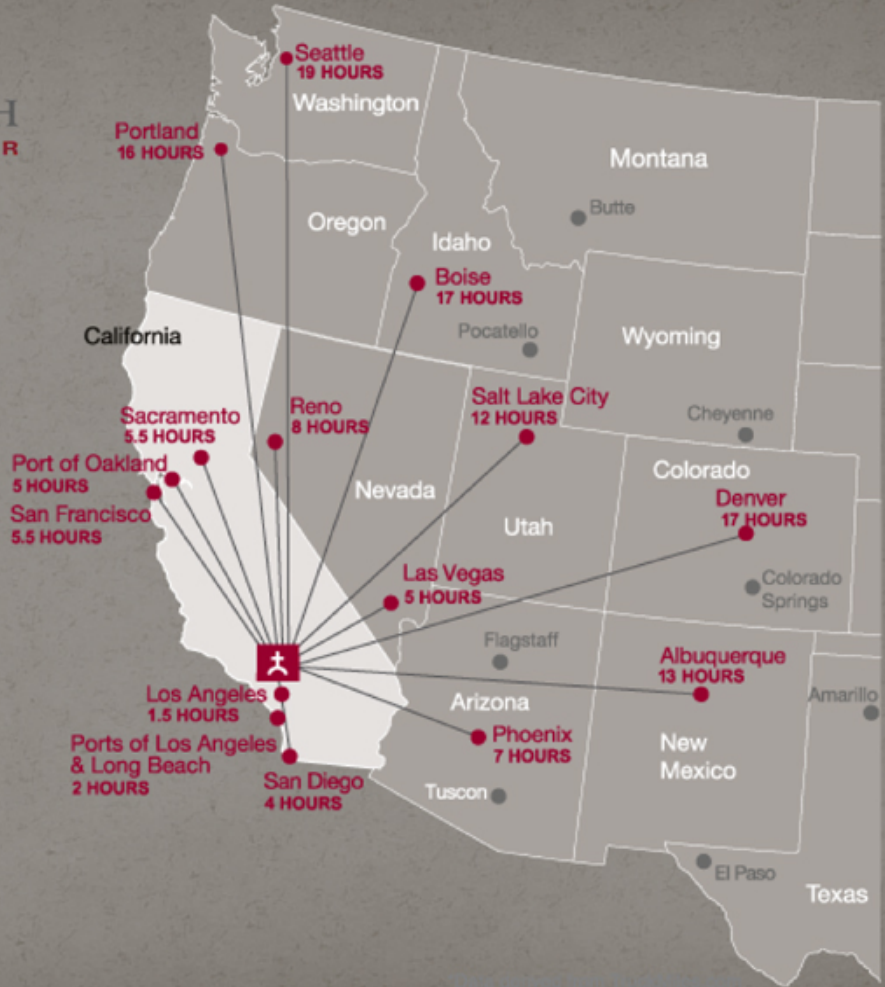 H
R
Seattle
19 HOURS
Washington
Portland
16 HOURS
Montana
Butte
Oregon
Idaho
Boise
17 HOURS
California
Pocatello
Wyoming
Salt Lake City
12 HOURS
Reno
8 HOURS
Cheyenne
Sacramento
5.5 HOURS
Port of Oakland
5 HOURS
San Francisco
5.5 HOURS
Nevada
Colorado
Denver
17 HOURS
Utah
Las Vegas
5 HOURS
Colorado
Springs
Flagstaff
Albuquerque
13 HOURS
Los Angeles
1.5 HOURS
Arizona
Amarillo
Ports of Los Angeles
& Long Beach
2 HOURS
Phoenix
7 HOURS
New
Mexico
San Diego
4 HOURS
Tuscon
El Paso
Texas